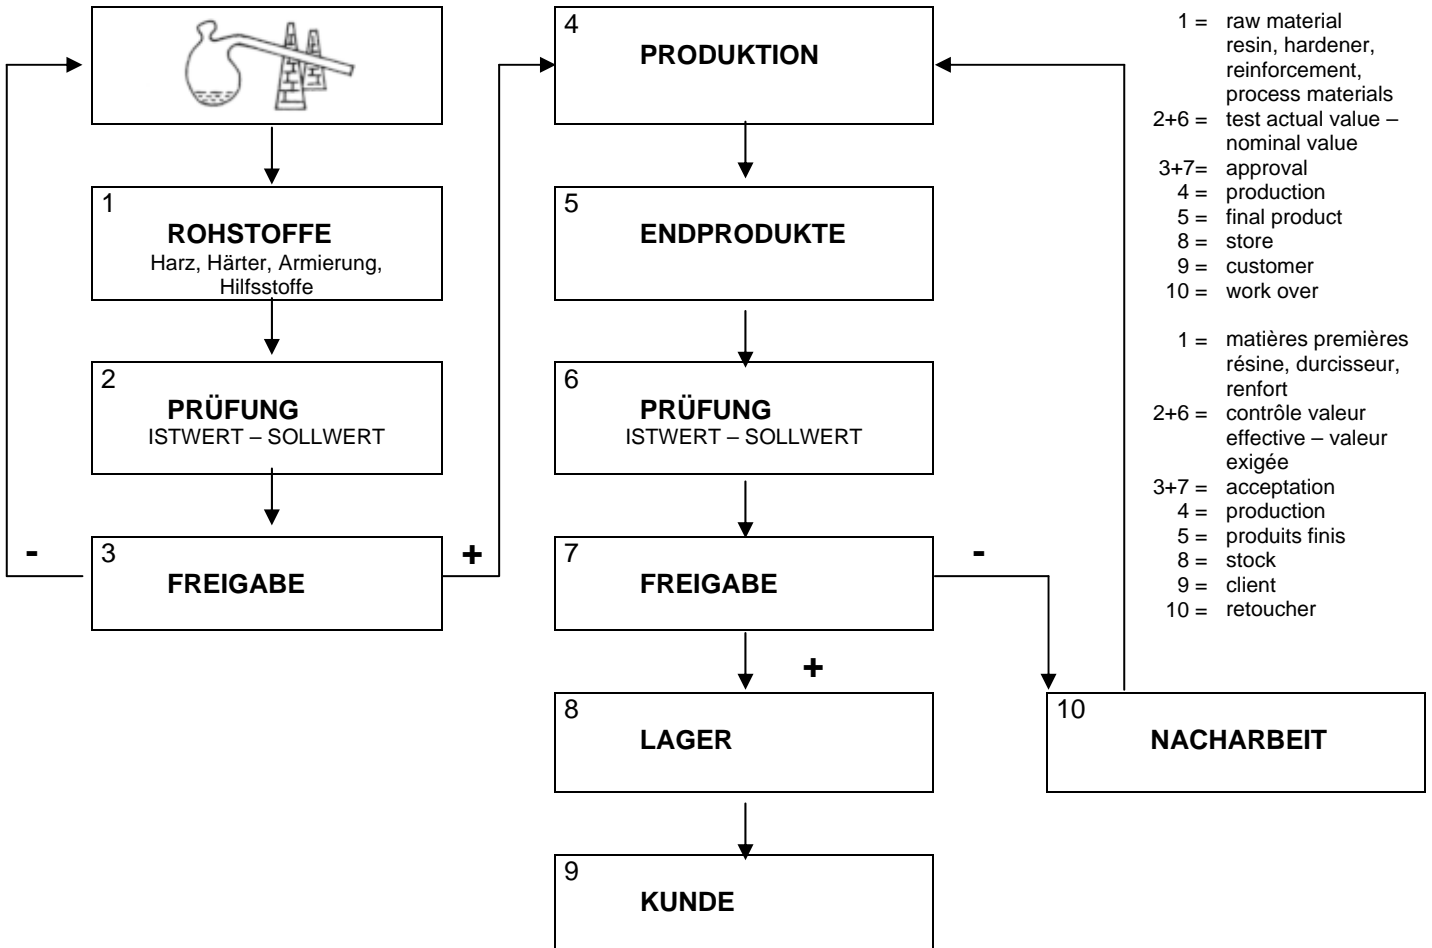 1
ROHSTOFFE
Harz, Härter, Armierung,
Hilfsstoffe
2
PRÜFUNG
ISTWERT – SOLLWERT
3
FREIGABE
-
+
4
PRODUKTION
5
ENDPRODUKTE
6
PRÜFUNG
ISTWERT – SOLLWERT
7
FREIGABE
-
+
8
LAGER
9
KUNDE
10
NACHARBEIT
1 = raw material
resin, hardener,
reinforcement,
process materials
2+6 = test actual value –
nominal value
3+7= approval
4 = production
5 = final product
8 = store
9 = customer
10 = work over
1 = matières premières
résine, durcisseur,
renfort
2+6 = contrôle valeur
effective – valeur
exigée
3+7 = acceptation
4 = production
5 = produits finis
8 = stock
9 = client
10 = retoucher